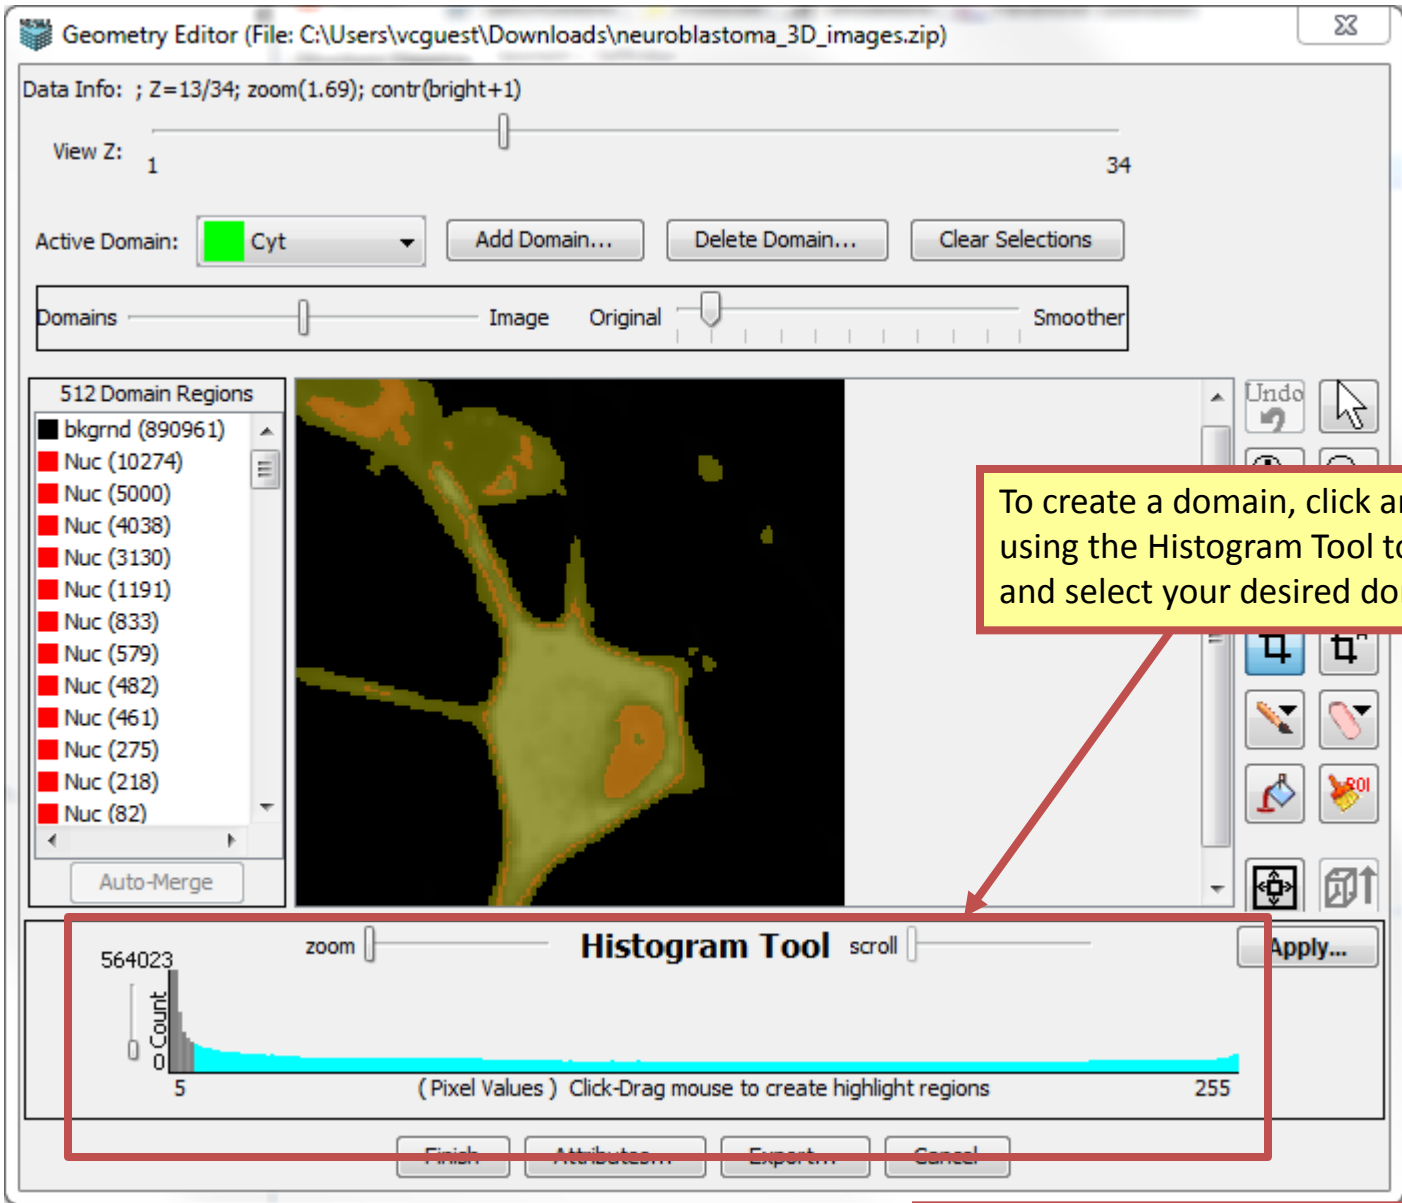 Geometry Editor (File: C:\Users\vcguest\Downloads\neuroblastoma_3D_images.zip)
Data Info: ; Z=13/34; zoom(1.69); contr(bright+1)
View Z:
1
34
Active Domain:
Cyt
Add Domain...
Delete Domain...
Clear Selections
Domains
Image
Original
Smoother
512 Domain Regions
bkgrnd (890961)
Nuc (10274)
Nuc (5000)
Nuc (4038)
Nuc (3130)
Nuc (1191)
Nuc (833)
Nuc (579)
Nuc (482)
Nuc (461)
Nuc (275)
Nuc (218)
Nuc (82)
Auto-Merge
Undo
To create a domain, click a
using the Histogram Tool to
and select your desired do
ROI
zoom
Histogram Tool
scroll
Apply...
564023
Count
0
5
( Pixel Values ) Click-Drag mouse to create highlight regions
255
Finish
Attributes...
Export...
Cancel